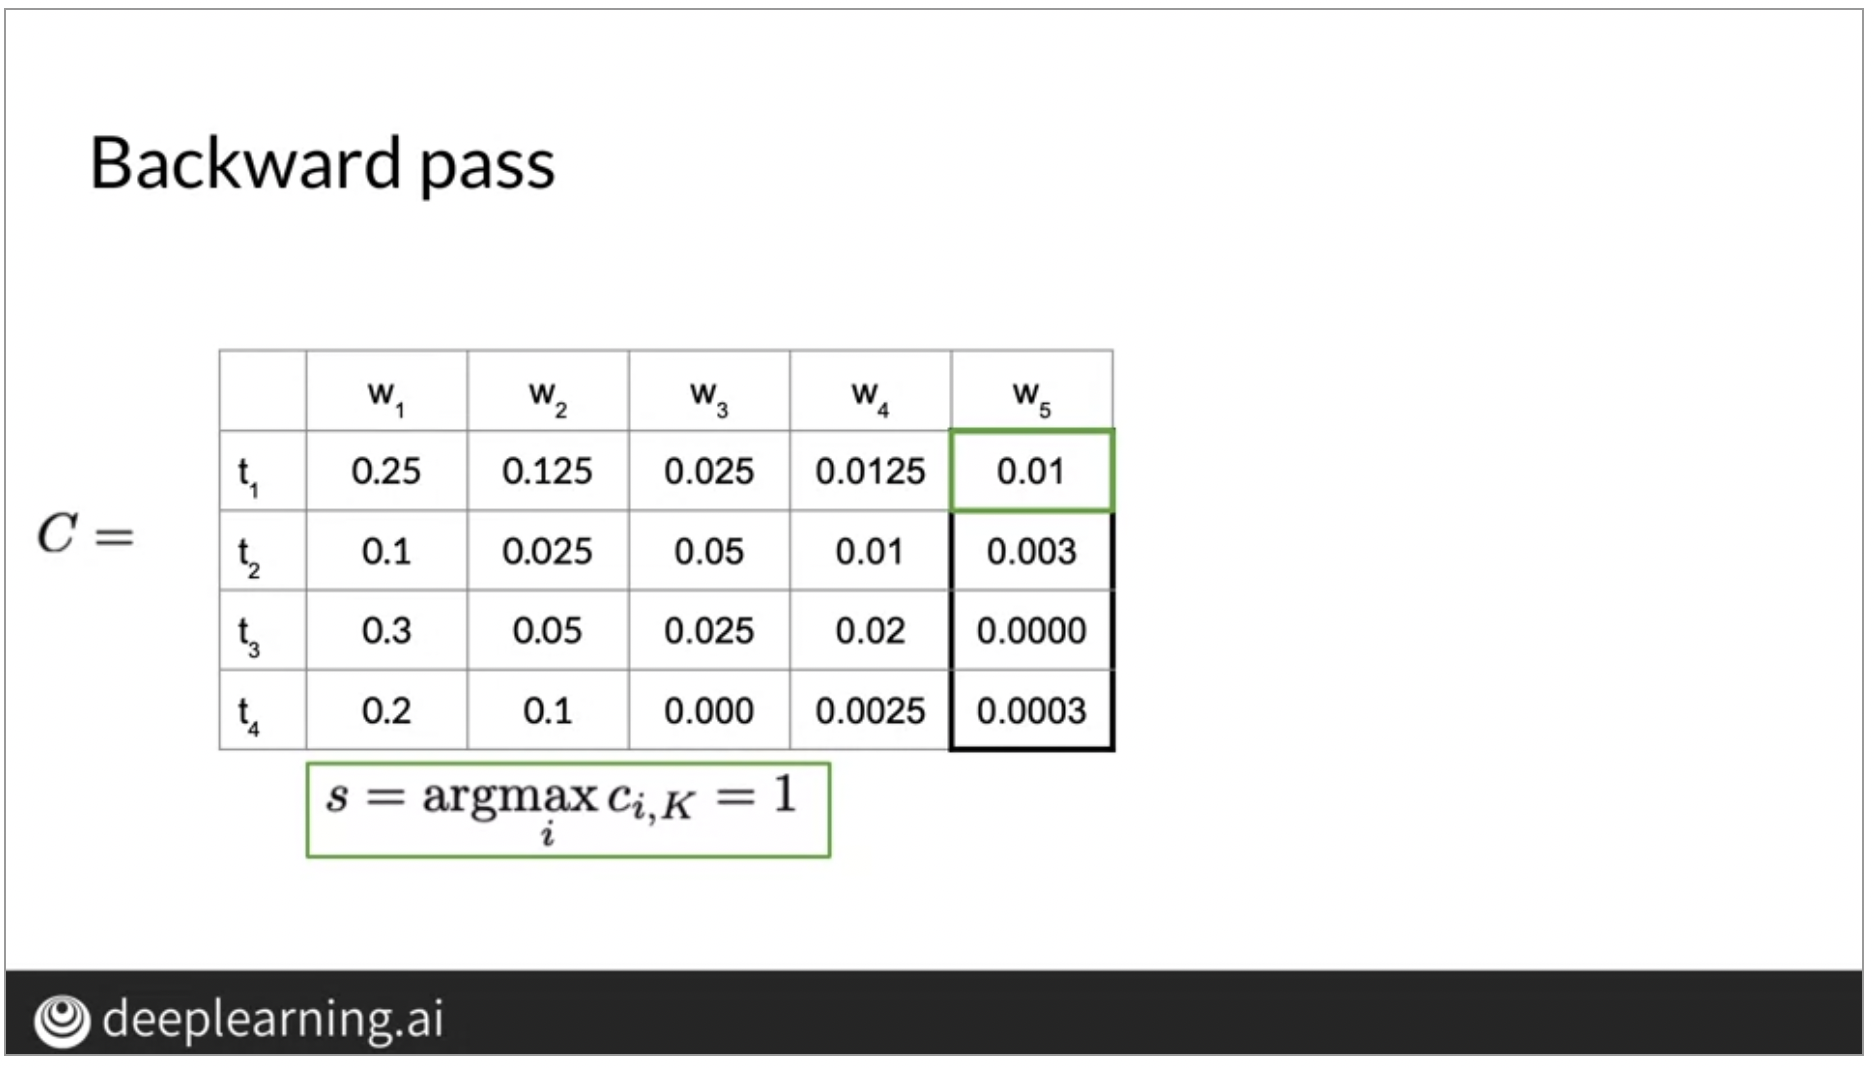 Backward pass
w₁ w₂ w₃ w₄ w₅
t₁ 0.25 0.125 0.025 0.0125 0.01
C =
t₂ 0.1 0.025 0.05 0.01 0.003
t₃ 0.3 0.05 0.025 0.02 0.0000
t₄ 0.2 0.1 0.000 0.0025 0.0003
s = argmax c_{i,K} = 1
i
deeplearning.ai